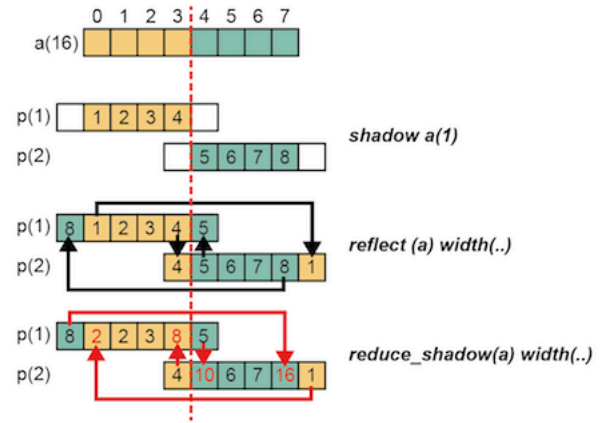 0 1 2 3 4 5 6 7
a(16)
p(1) 1 2 3 4
shadow a(1)
p(2) 5 6 7 8
p(1) 8 1 2 3 4 5
reflect (a) width(..)
p(2) 4 5 6 7 8 1
p(1) 8 2 2 3 8 5
reduce_shadow(a) width(..)
p(2) 4 10 6 7 16 1